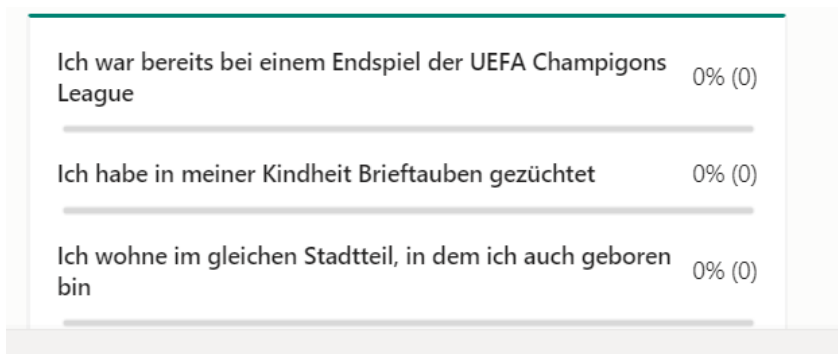 Ich war bereits bei einem Endspiel der UEFA Champigons
League
0% (0)
Ich habe in meiner Kindheit Brieftauben gezüchtet
0% (0)
Ich wohne im gleichen Stadtteil, in dem ich auch geboren
bin
0% (0)